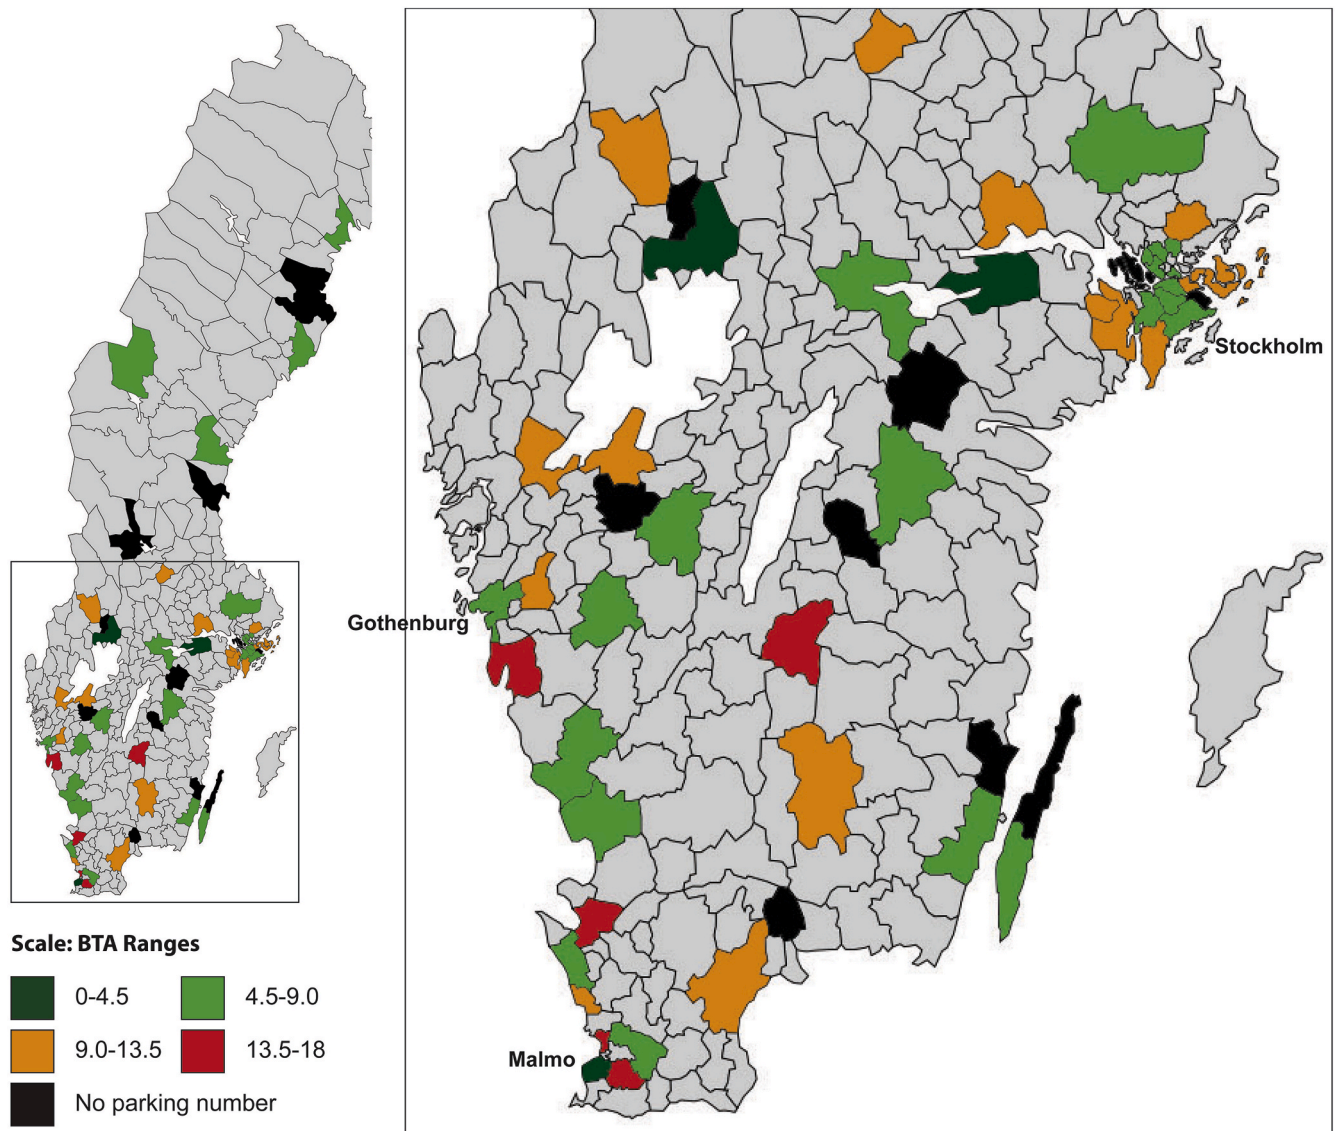 Stockholm
Gothenburg
Malmo
Scale: BTA Ranges
0-4.5
4.5-9.0
9.0-13.5
13.5-18
No parking number